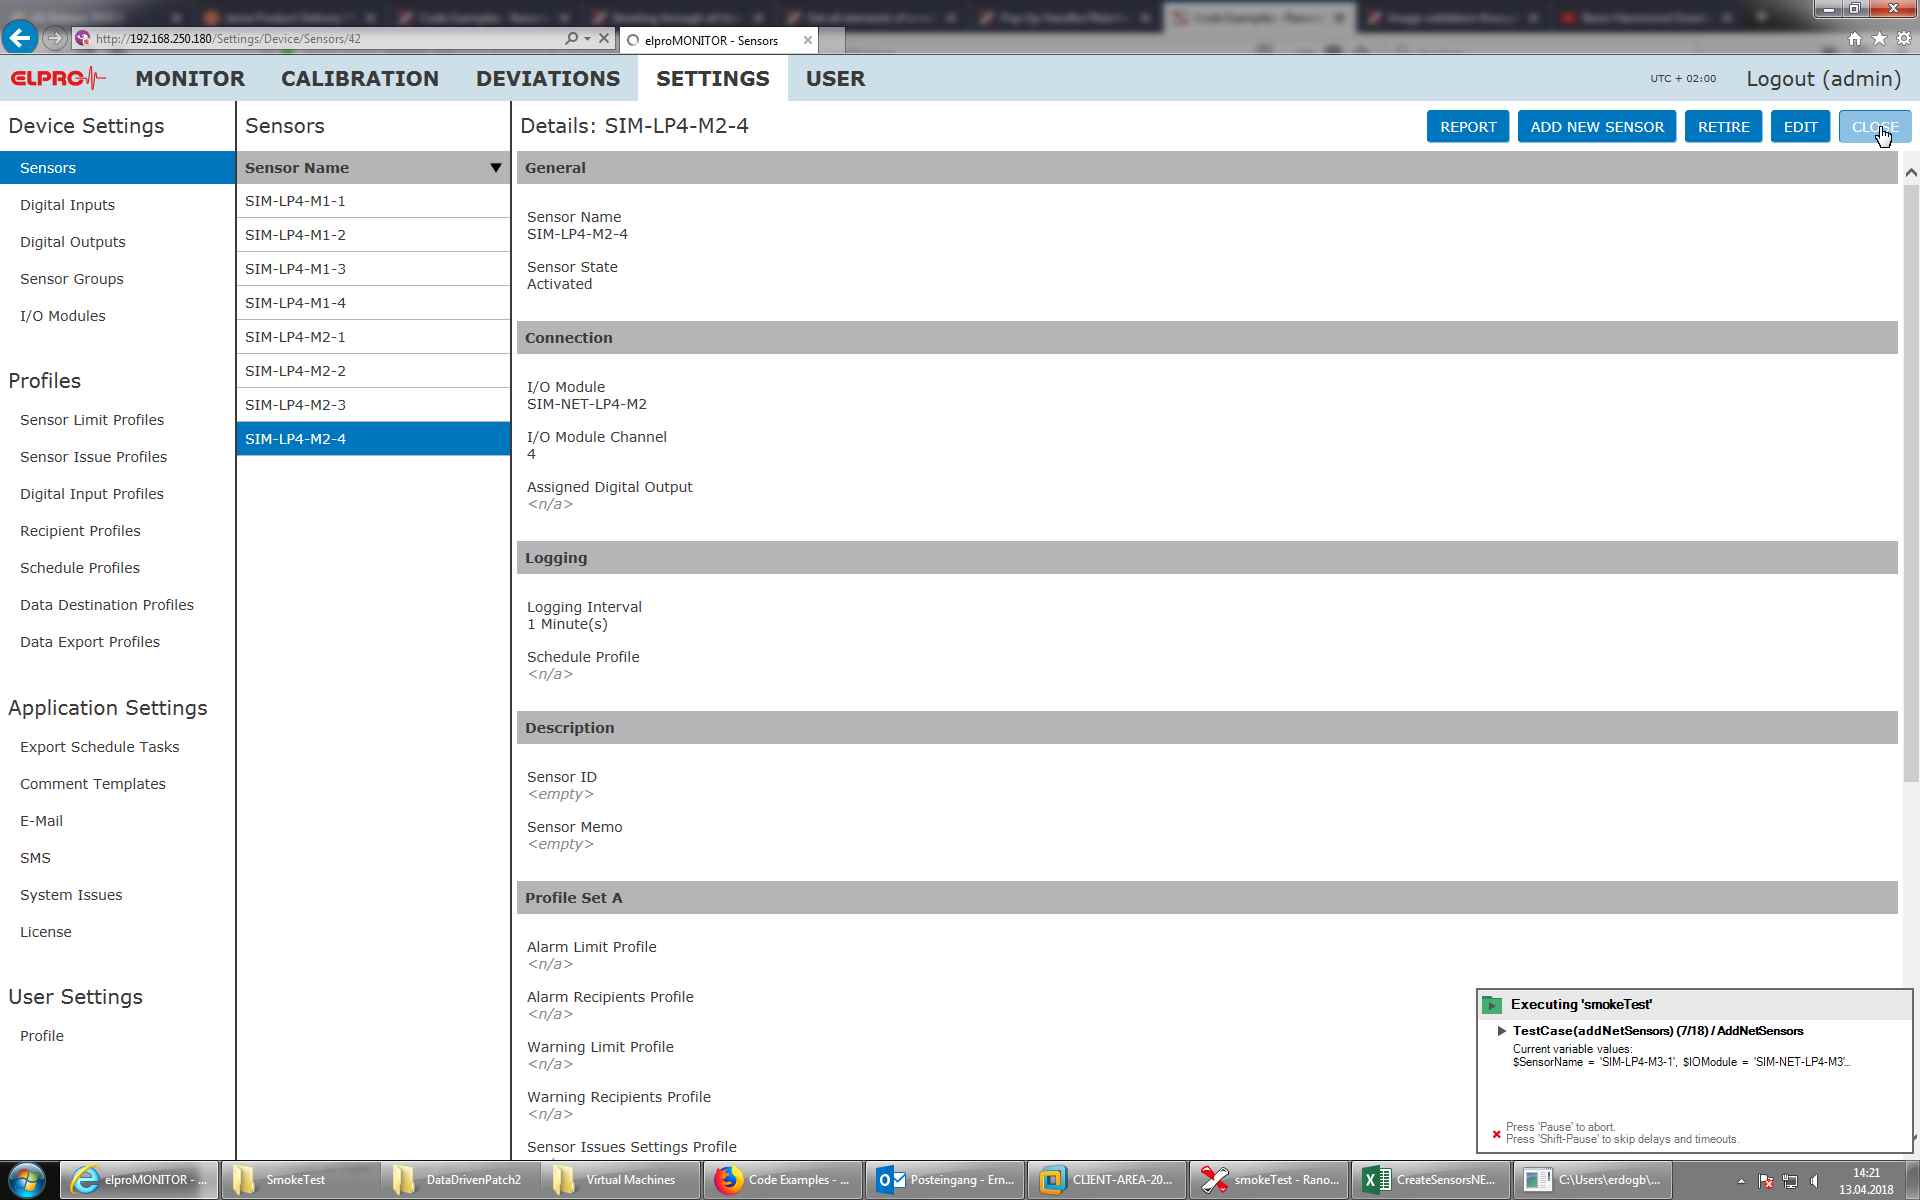 http://192.168.250.180/Settings/Device/Sensors/42
elproMONITOR - Sensors
ELPRO
MONITOR
CALIBRATION
DEVIATIONS
SETTINGS
USER
UTC + 02:00
Logout (admin)
Device Settings
Sensors
Digital Inputs
Digital Outputs
Sensor Groups
I/O Modules
Profiles
Sensor Limit Profiles
Sensor Issue Profiles
Digital Input Profiles
Recipient Profiles
Schedule Profiles
Data Destination Profiles
Data Export Profiles
Application Settings
Export Schedule Tasks
Comment Templates
E-Mail
SMS
System Issues
License
User Settings
Profile
Sensors
Sensor Name
SIM-LP4-M1-1
SIM-LP4-M1-2
SIM-LP4-M1-3
SIM-LP4-M1-4
SIM-LP4-M2-1
SIM-LP4-M2-2
SIM-LP4-M2-3
SIM-LP4-M2-4
Details: SIM-LP4-M2-4
REPORT
ADD NEW SENSOR
RETIRE
EDIT
CLOSE
General
Sensor Name
SIM-LP4-M2-4
Sensor State
Activated
Connection
I/O Module
SIM-NET-LP4-M2
I/O Module Channel
4
Assigned Digital Output
<n/a>
Logging
Logging Interval
1 Minute(s)
Schedule Profile
<n/a>
Description
Sensor ID
<empty>
Sensor Memo
<empty>
Profile Set A
Alarm Limit Profile
<n/a>
Alarm Recipients Profile
<n/a>
Warning Limit Profile
<n/a>
Warning Recipients Profile
<n/a>
Sensor Issues Settings Profile
Executing 'smokeTest'
TestCase(addNetSensors) (7/18) / AddNetSensors
Current variable values:
$SensorName = 'SIM-LP4-M3-1', $IOModule = 'SIM-NET-LP4-M3'...
Press 'Pause' to abort.
Press 'Shift-Pause' to skip delays and timeouts.
elproMONITOR - ...
SmokeTest
DataDrivenPatch2
Virtual Machines
Code Examples - ...
Posteingang - Ern...
CLIENT-AREA-20...
smokeTest - Rano...
CreateSensorsNE...
C:\Users\erdogb\...
14:21
13.04.2018